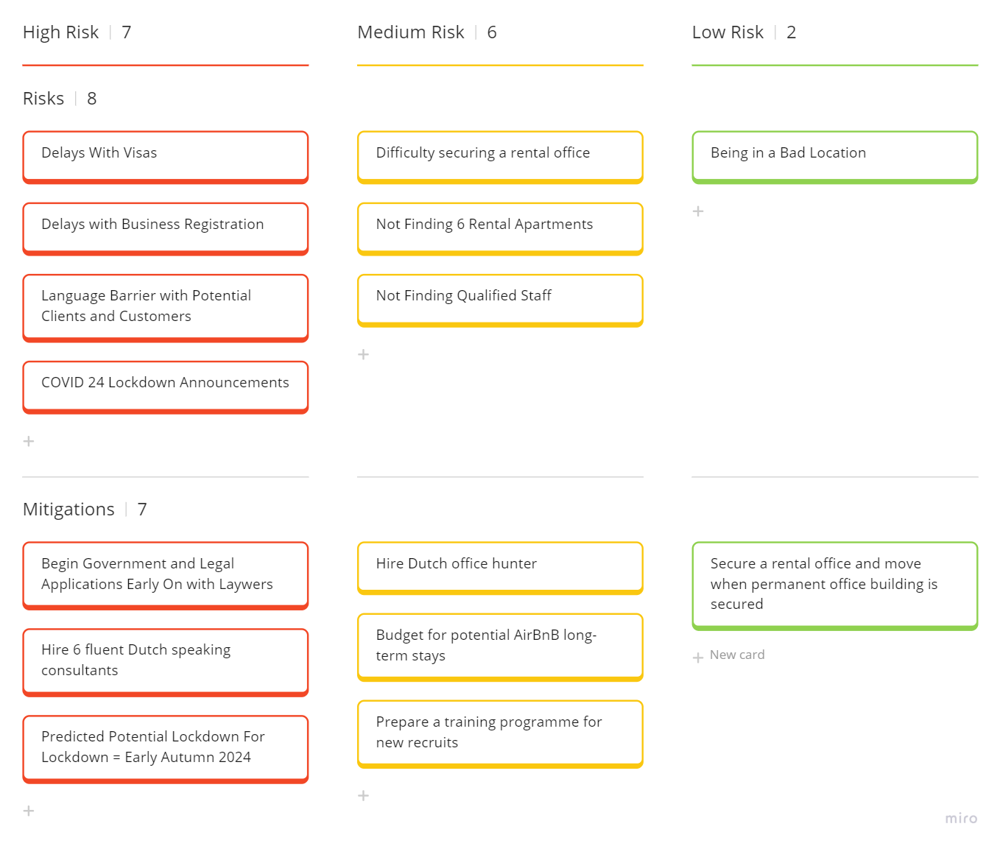 High Risk | 7
Medium Risk | 6
Low Risk | 2
Risks | 8
Delays With Visas
Delays with Business Registration
Language Barrier with Potential
Clients and Customers
COVID 24 Lockdown Announcements
+
Difficulty securing a rental office
Not Finding 6 Rental Apartments
Not Finding Qualified Staff
+
Being in a Bad Location
+
Mitigations | 7
Begin Government and Legal
Applications Early On with Laywers
Hire 6 fluent Dutch speaking
consultants
Predicted Potential Lockdown For
Lockdown = Early Autumn 2024
+
Hire Dutch office hunter
Budget for potential AirBnB long-
term stays
Prepare a training programme for
new recruits
+
Secure a rental office and move
when permanent office building is
secured
+ New card
miro